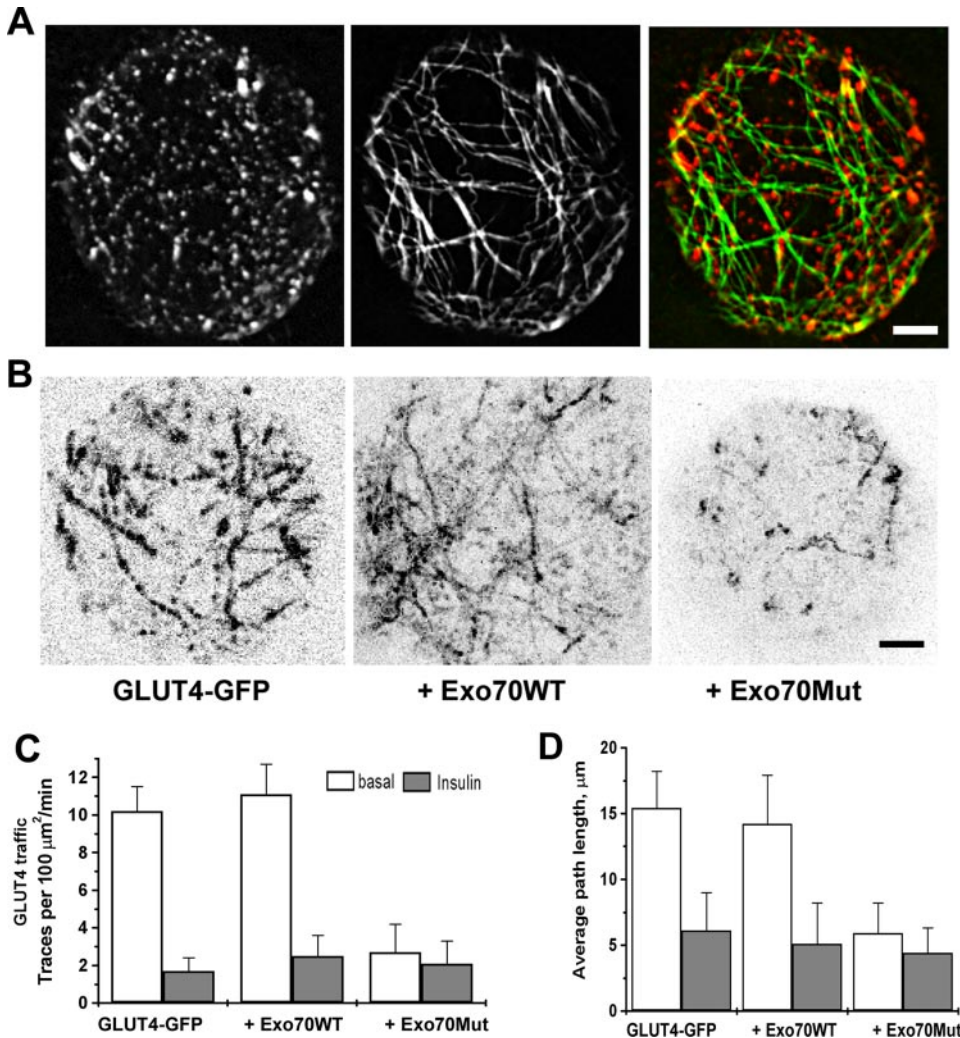 A
B
GLUT4-GFP
+ Exo70WT
+ Exo70Mut
C
GLUT4 traffic
Traces per 100 µm²/min
12
10
8
6
4
2
0
basal
Insulin
GLUT4-GFP
+ Exo70WT
+ Exo70Mut
D
Average path length, µm
20
15
10
5
0
GLUT4-GFP
+ Exo70WT
+ Exo70Mut